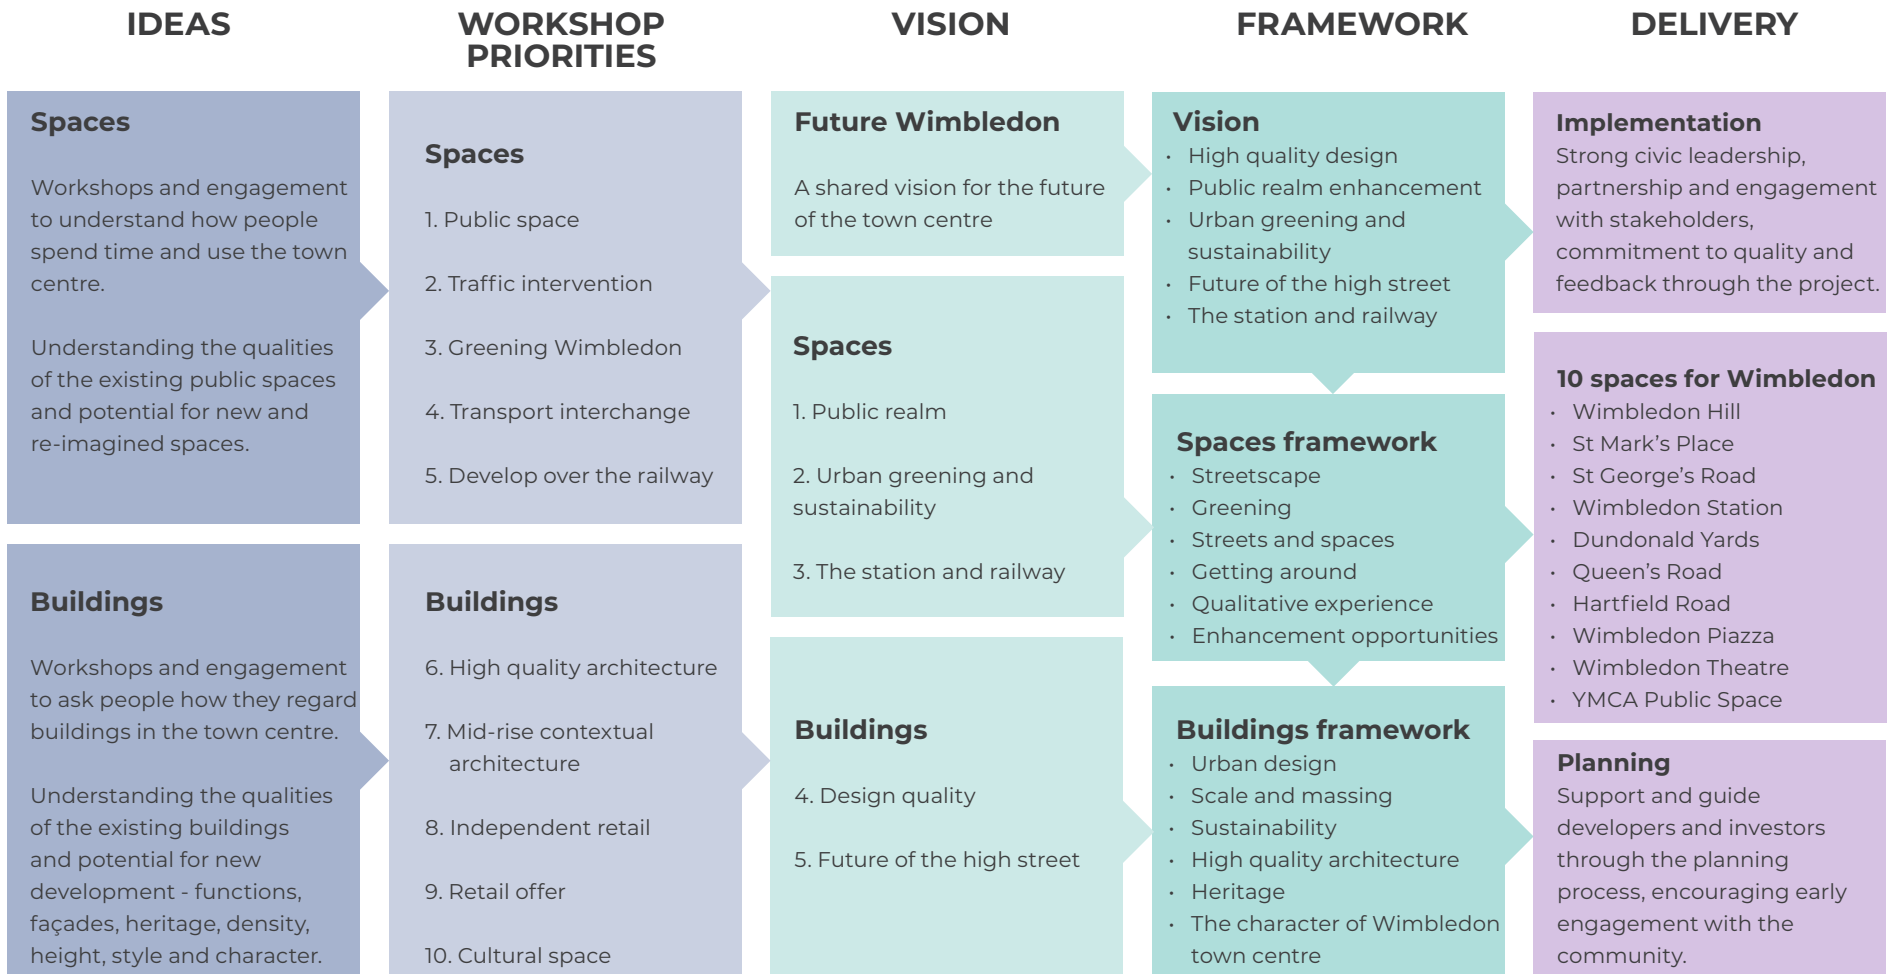 IDEAS
Spaces
Workshops and engagement
to understand how people
spend time and use the town
centre.
Understanding the qualities
of the existing public spaces
and potential for new and
re-imagined spaces.
Buildings
Workshops and engagement
to ask people how they regard
buildings in the town centre.
Understanding the qualities
of the existing buildings
and potential for new
development - functions,
façades, heritage, density,
height, style and character.
WORKSHOP
PRIORITIES
Spaces
1. Public space
2. Traffic intervention
3. Greening Wimbledon
4. Transport interchange
5. Develop over the railway
Buildings
6. High quality architecture
7. Mid-rise contextual
architecture
8. Independent retail
9. Retail offer
10. Cultural space
VISION
Future Wimbledon
A shared vision for the future
of the town centre
Spaces
1. Public realm
2. Urban greening and
sustainability
3. The station and railway
Buildings
4. Design quality
5. Future of the high street
FRAMEWORK
Vision
• High quality design
• Public realm enhancement
• Urban greening and
sustainability
• Future of the high street
• The station and railway
Spaces framework
• Streetscape
• Greening
• Streets and spaces
• Getting around
• Qualitative experience
• Enhancement opportunities
Buildings framework
• Urban design
• Scale and massing
• Sustainability
• High quality architecture
• Heritage
• The character of Wimbledon
town centre
DELIVERY
Implementation
Strong civic leadership,
partnership and engagement
with stakeholders,
commitment to quality and
feedback through the project.
10 spaces for Wimbledon
• Wimbledon Hill
• St Mark’s Place
• St George’s Road
• Wimbledon Station
• Dundonald Yards
• Queen’s Road
• Hartfield Road
• Wimbledon Piazza
• Wimbledon Theatre
• YMCA Public Space
Planning
Support and guide
developers and investors
through the planning
process, encouraging early
engagement with the
community.